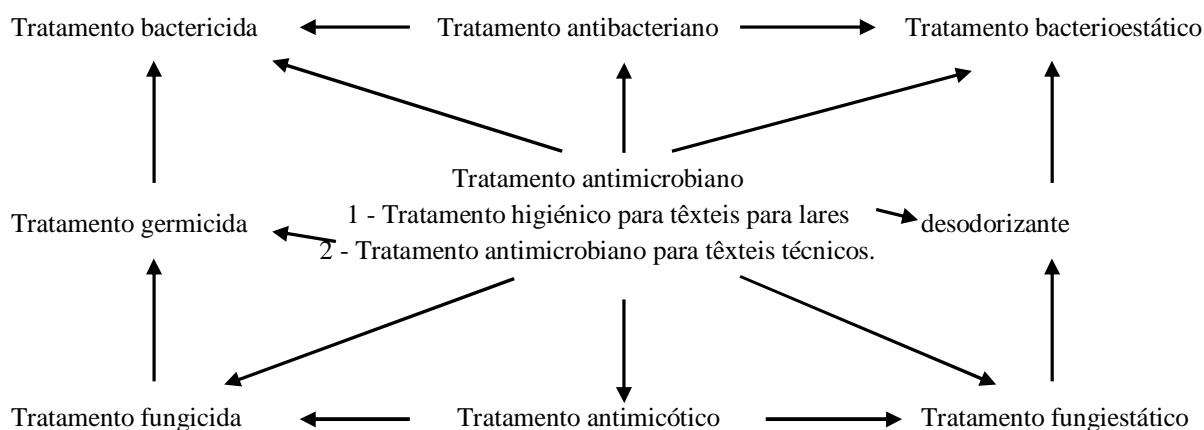 Tratamento bactericida
Tratamento antibacteriano
Tratamento bacterioestático
Tratamento antimicrobiano
1 - Tratamento higiénico para têxteis para lares
Tratamento germicida
desodorizante
2 - Tratamento antimicrobiano para têxteis técnicos.
Tratamento fungicida
Tratamento antimicótico
Tratamento fungiestático